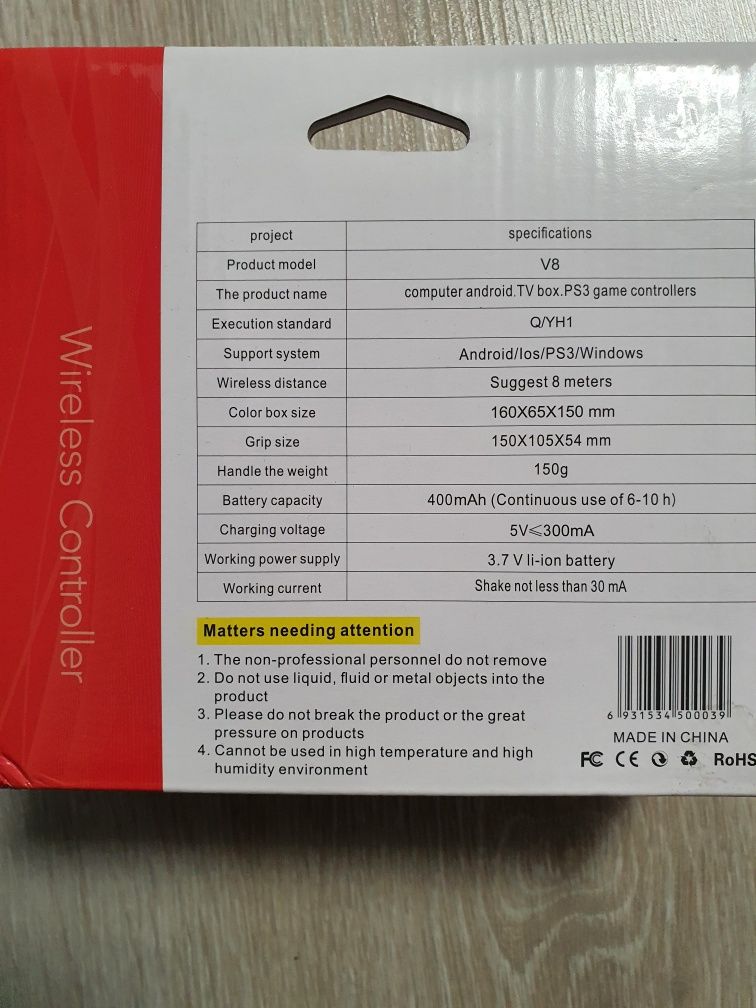 Wireless Controller
project specifications
Product model V8
The product name computer android.TV box.PS3 game controllers
Execution standard Q/YH1
Support system Android/Ios/PS3/Windows
Wireless distance Suggest 8 meters
Color box size 160X65X150 mm
Grip size 150X105X54 mm
Handle the weight 150g
Battery capacity 400mAh (Continuous use of 6-10 h)
Charging voltage 5V⩽300mA
Working power supply 3.7 V li-ion battery
Working current Shake not less than 30 mA
Matters needing attention
1. The non-professional personnel do not remove
2. Do not use liquid, fluid or metal objects into the
product
3. Please do not break the product or the great
pressure on products
4. Cannot be used in high temperature and high
humidity environment
6 931534 500039
MADE IN CHINA
FC CE RoHS